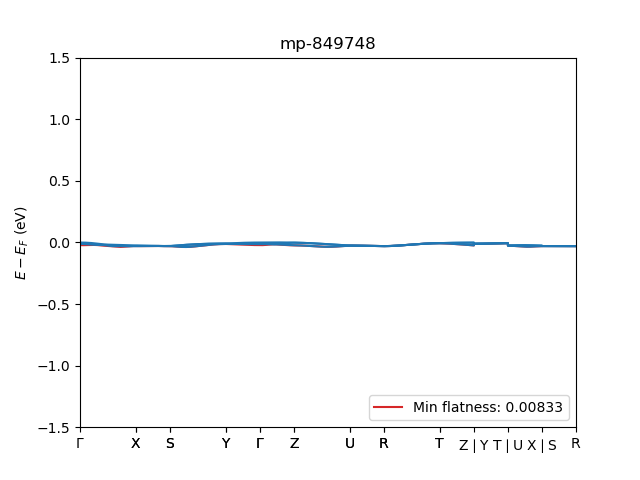 mp-849748
1.5
1.0
0.5
0.0
−0.5
−1.0
−1.5
E − E_F (eV)
Min flatness: 0.00833
Γ X S Y Γ Z U R T Z | Y T | U X | S R